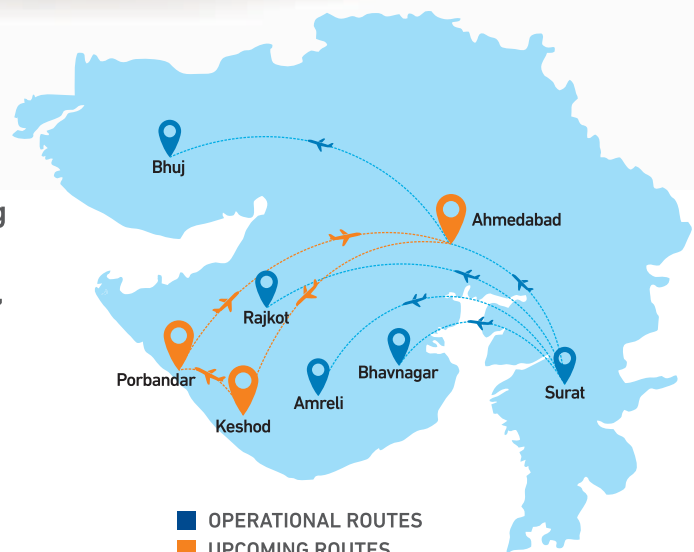 Bhuj
Ahmedabad
g
Rajkot
Porbandar
Bhavnagar
Surat
Amreli
Keshod
OPERATIONAL ROUTES
UPCOMING ROUTES